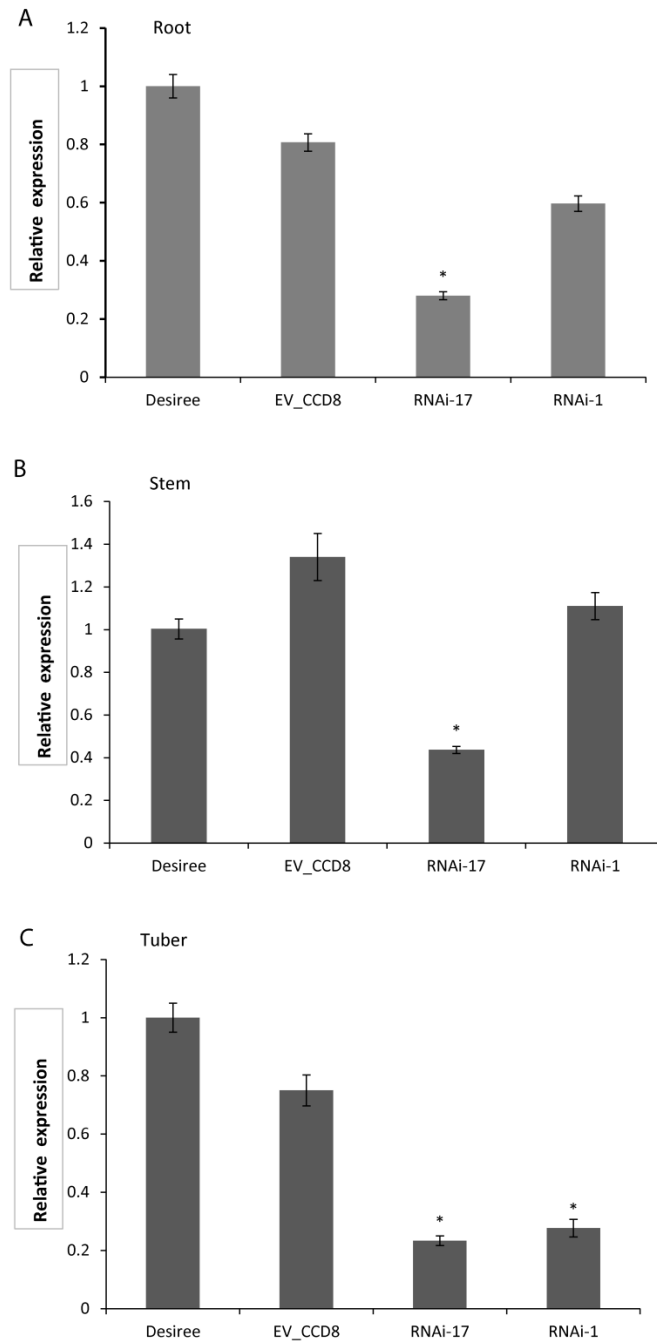 A
Root
Relative expression
1.2
1
0.8
0.6
0.4
0.2
0
*
Desiree EV_CCD8 RNAi-17 RNAi-1
B
Stem
Relative expression
1.6
1.4
1.2
1
0.8
0.6
0.4
0.2
0
*
Desiree EV_CCD8 RNAi-17 RNAi-1
C
Tuber
Relative expression
1.2
1
0.8
0.6
0.4
0.2
0
* *
Desiree EV_CCD8 RNAi-17 RNAi-1